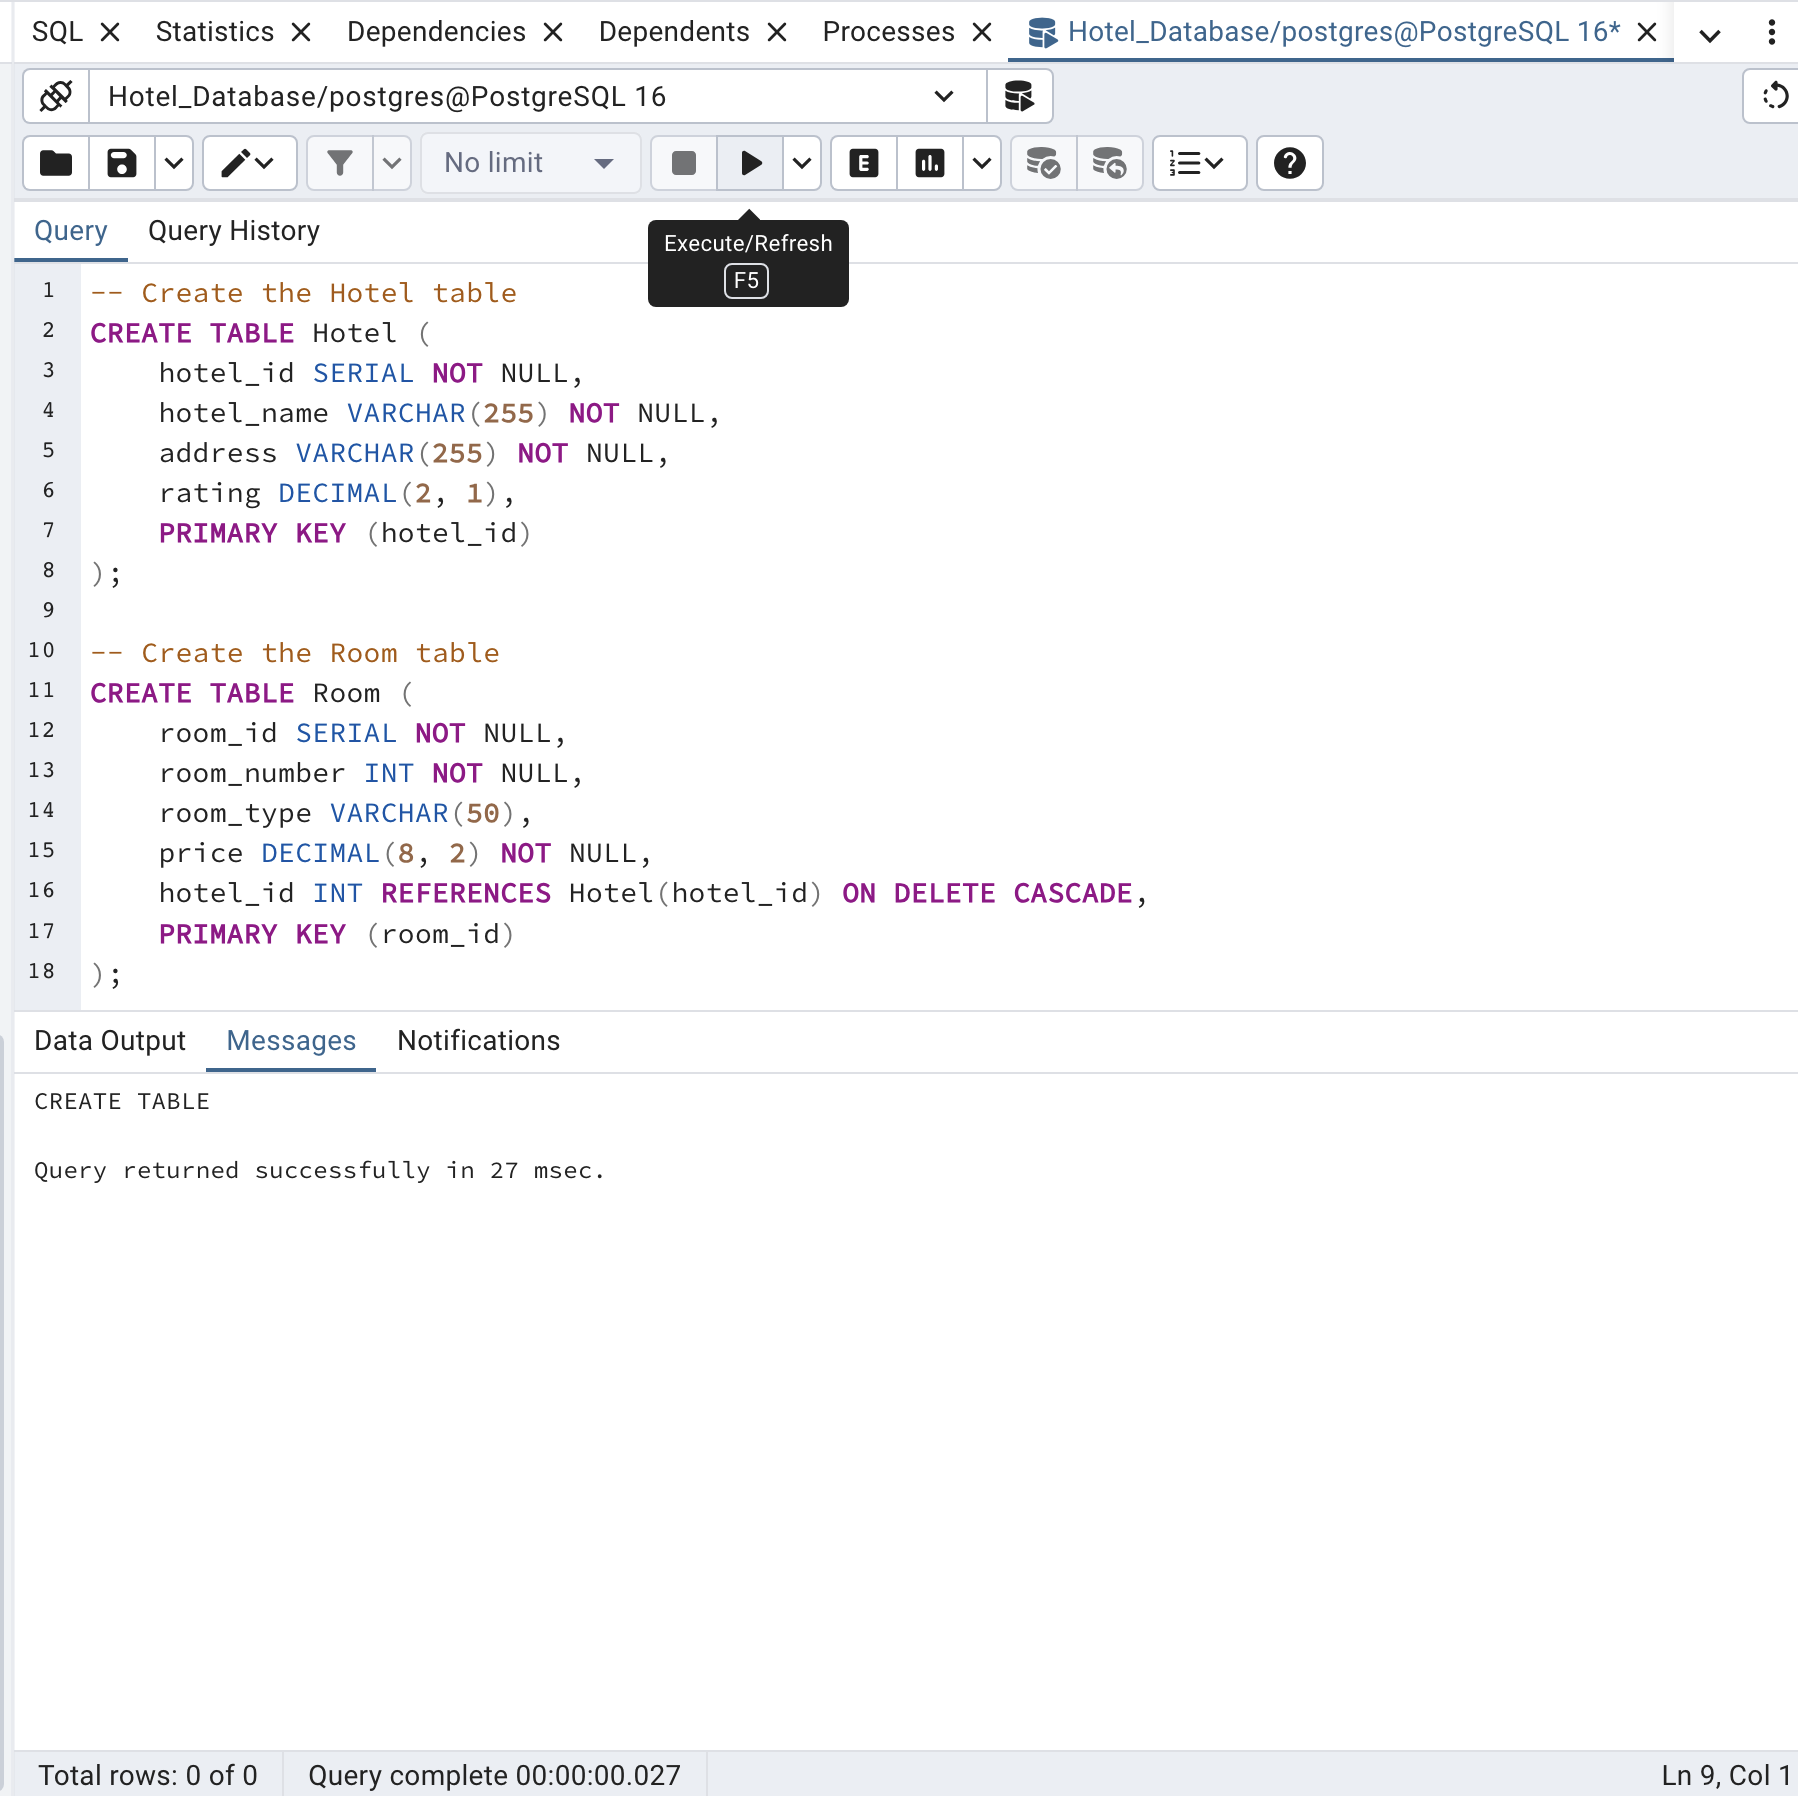 SQL Statistics Dependencies Dependents Processes Hotel_Database/postgres@PostgreSQL 16*
Hotel_Database/postgres@PostgreSQL 16
No limit E
Query Query History
Execute/Refresh
F5
1 -- Create the Hotel table
2 CREATE TABLE Hotel (
3     hotel_id SERIAL NOT NULL,
4     hotel_name VARCHAR(255) NOT NULL,
5     address VARCHAR(255) NOT NULL,
6     rating DECIMAL(2, 1),
7     PRIMARY KEY (hotel_id)
8 );
9
10 -- Create the Room table
11 CREATE TABLE Room (
12     room_id SERIAL NOT NULL,
13     room_number INT NOT NULL,
14     room_type VARCHAR(50),
15     price DECIMAL(8, 2) NOT NULL,
16     hotel_id INT REFERENCES Hotel(hotel_id) ON DELETE CASCADE,
17     PRIMARY KEY (room_id)
18 );
Data Output Messages Notifications
CREATE TABLE
Query returned successfully in 27 msec.
Total rows: 0 of 0 Query complete 00:00:00.027 Ln 9, Col 1